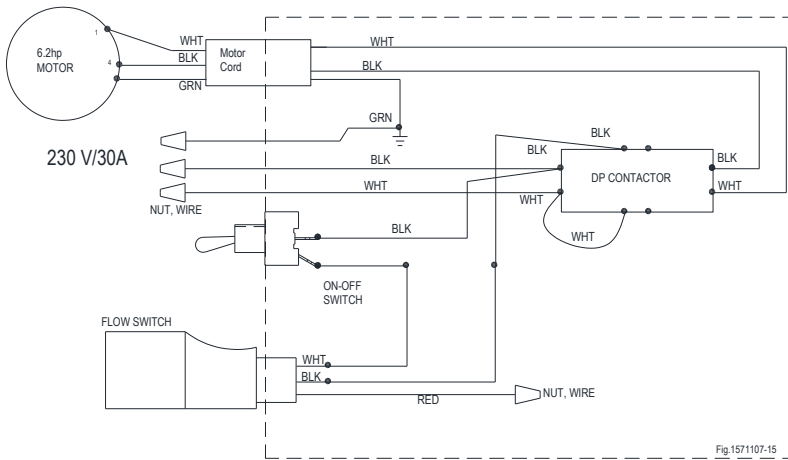 WHT
WHT
1
6.2hp
MOTOR
Motor
Cord
BLK
BLK
4
GRN
GRN
BLK
230 V/30A
BLK
BLK
BLK
DP CONTACTOR
WHT
WHT
WHT
NUT, WIRE
BLK
WHT
ON-OFF
SWITCH
FLOW SWITCH
WHT
BLK
RED
NUT, WIRE
Fig.1571107-15